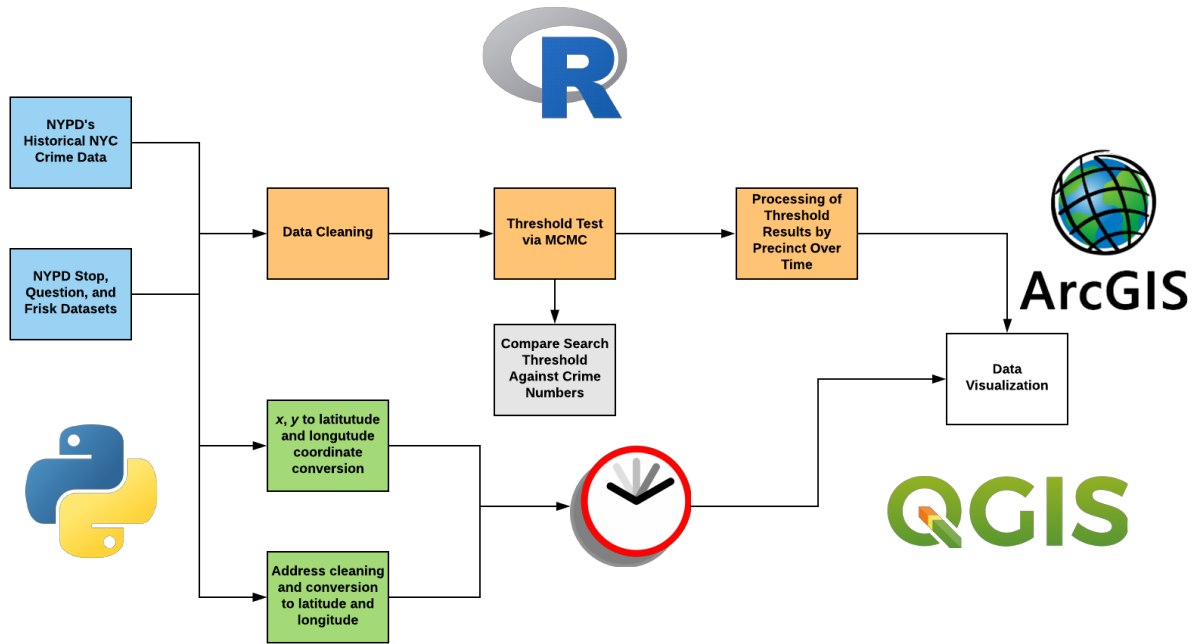 R
NYPD's
Historical NYC
Crime Data
NYPD Stop,
Question, and
Frisk Datasets
Data Cleaning
Threshold Test
via MCMC
Processing of
Threshold
Results by
Precinct Over
Time
ArcGIS
Compare Search
Threshold
Against Crime
Numbers
Data
Visualization
x, y to latitutude
and longutude
coordinate
conversion
QGIS
Address cleaning
and conversion
to latitude and
longitude